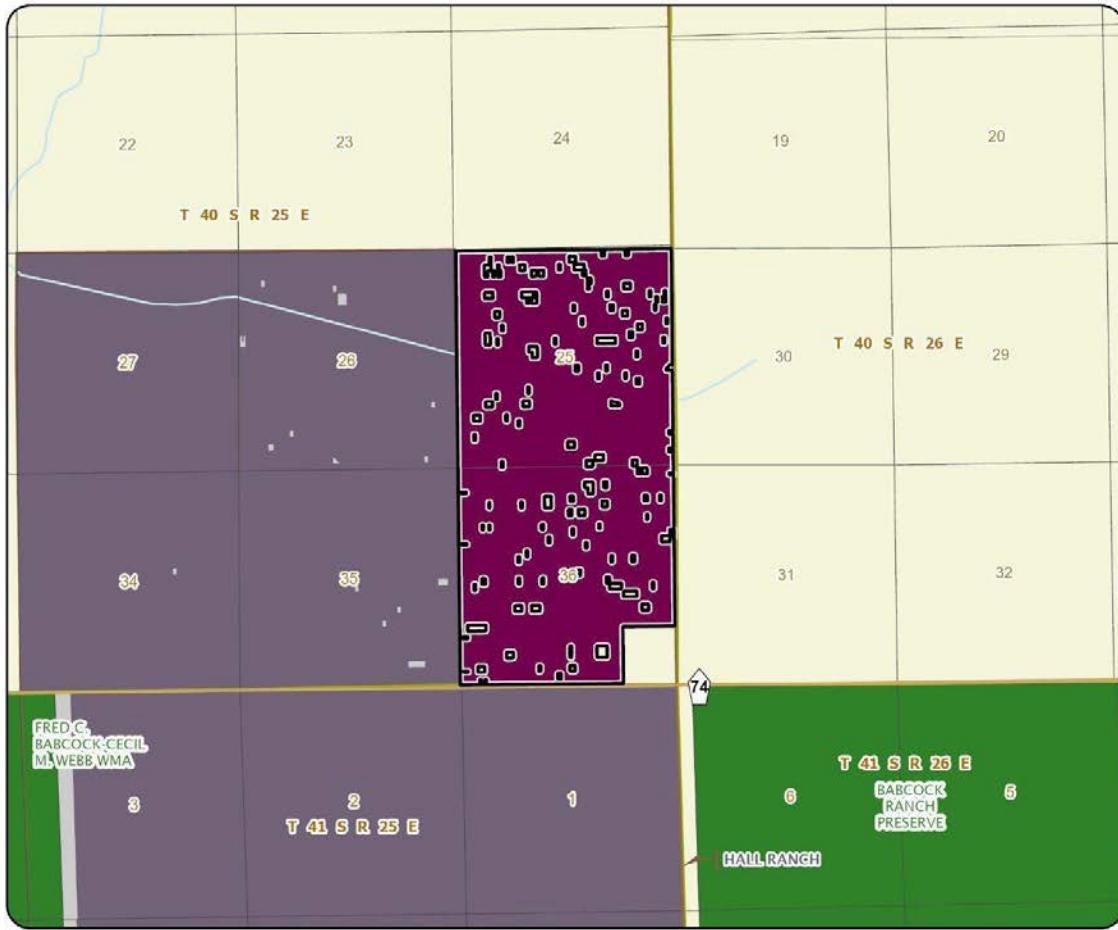 22
23
24
19
20
T 40 S R 25 E
27
26
25
30
T 40 S R 26 E
29
34
35
36
31
32
74
FRED C.
BABCOCK-CECIL
M. WEBB WMA
3
2
T 41 S R 25 E
1
6
T 41 S R 26 E
BABCOCK
RANCH
PRESERVE
5
HALL RANCH